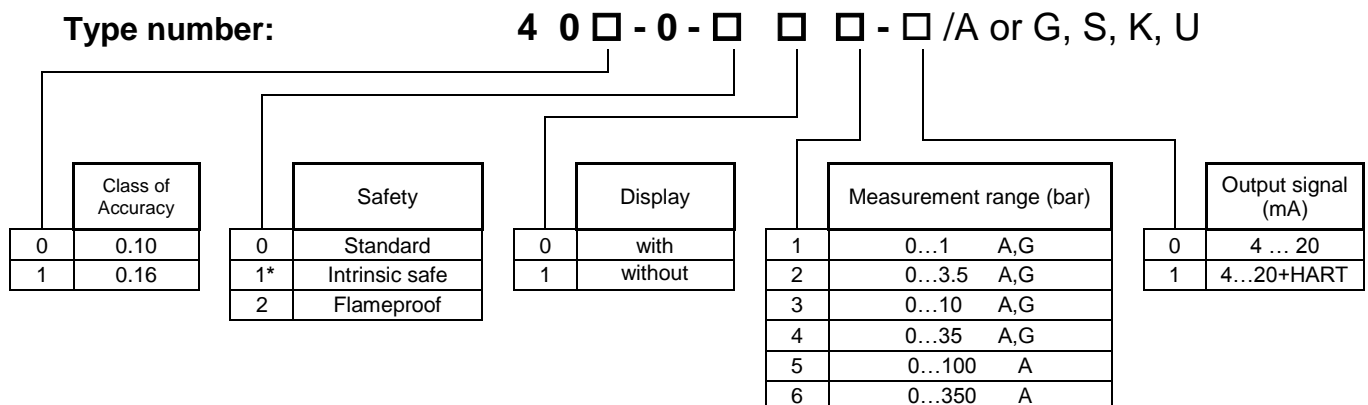 Type number: 4 0 □ - 0 - □ □ □ - □ /A or G, S, K, U
Class of
Accuracy
0 0.10
1 0.16
Safety
0 Standard
1* Intrinsic safe
2 Flameproof
Display
0 with
1 without
Measurement range (bar)
1 0…1 A,G
2 0…3.5 A,G
3 0…10 A,G
4 0…35 A,G
5 0…100 A
6 0…350 A
Output signal
(mA)
0 4 … 20
1 4…20+HART